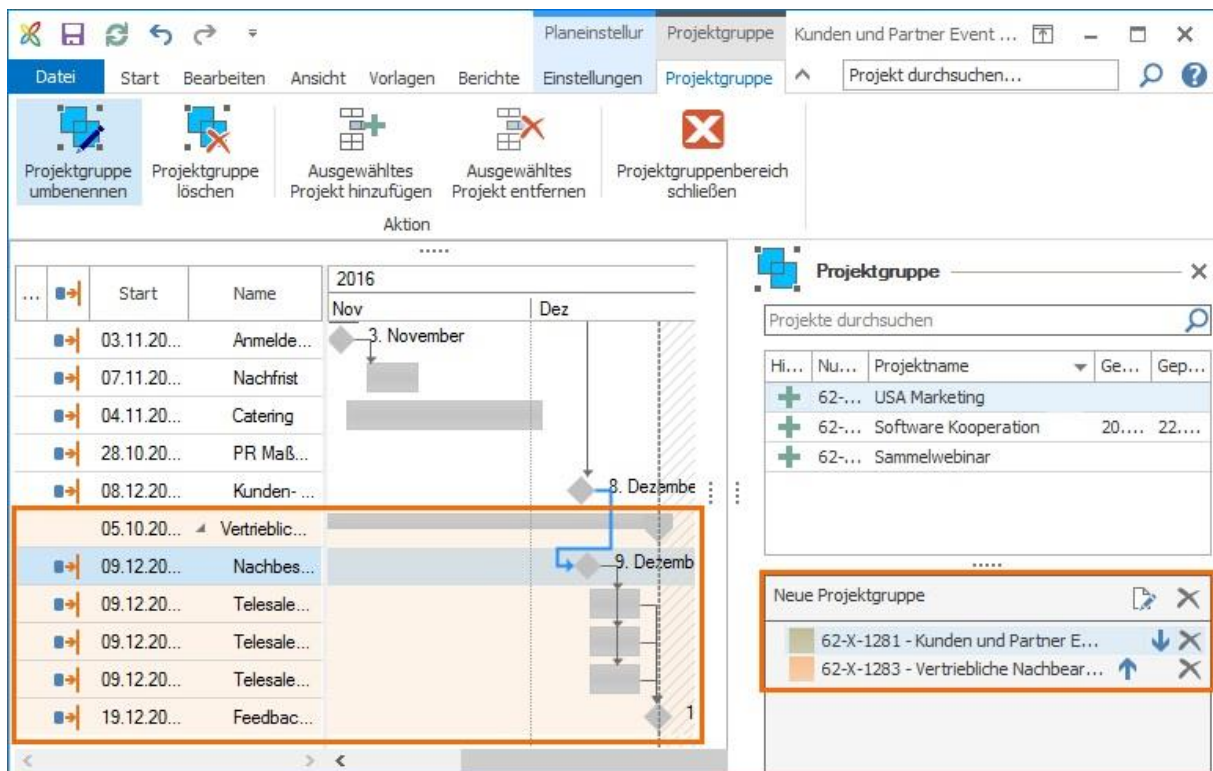 Planeinstellur Projektgruppe Kunden und Partner Event ...
Datei Start Bearbeiten Ansicht Vorlagen Berichte Einstellungen Projektgruppe Projekt durchsuchen...
Projektgruppe umbenennen
Projektgruppe löschen
Ausgewähltes Projekt hinzufügen
Ausgewähltes Projekt entfernen
Projektgruppenbereich schließen
Aktion
... Start Name
2016
Nov Dez
03.11.20... Anmelde... 3. November
07.11.20... Nachfrist
04.11.20... Catering
28.10.20... PR Maß...
08.12.20... Kunden- ... 8. Dezembe
05.10.20... Vertrieblic...
09.12.20... Nachbes... 9. Dezemb
09.12.20... Telesale...
09.12.20... Telesale...
09.12.20... Telesale...
19.12.20... Feedbac... 1
Projektgruppe
Projekte durchsuchen
Hi... Nu... Projektname Ge... Gep...
62-... USA Marketing
62-... Software Kooperation 20.... 22....
62-... Sammelwebinar
Neue Projektgruppe
62-X-1281 - Kunden und Partner E...
62-X-1283 - Vertriebliche Nachbear...